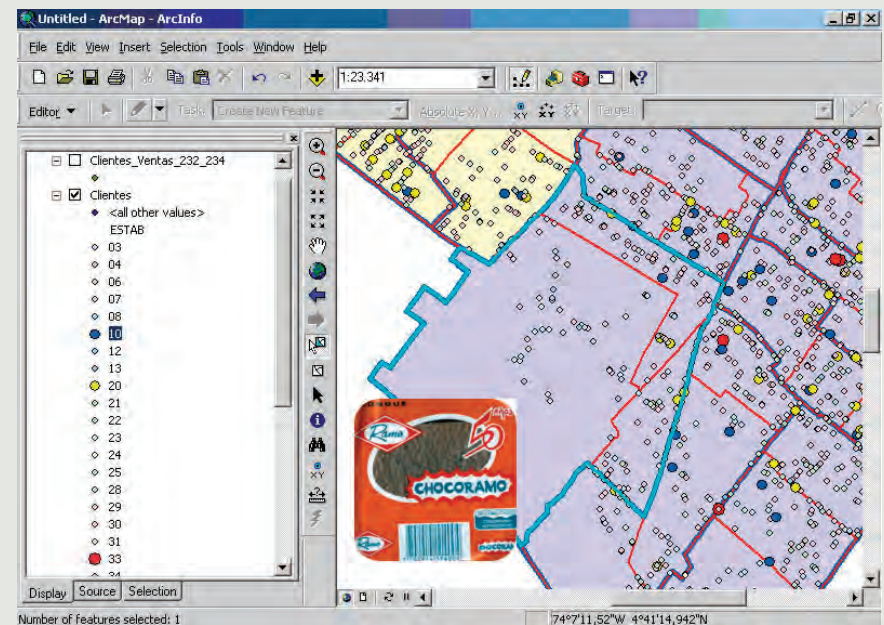 Untitled - ArcMap - ArcInfo
File Edit View Insert Selection Tools Window Help
1:23.341
Editor Task: Create New Feature Absolute X, Y... Target:
Clientes_Ventas_232_234
Clientes
<all other values>
ESTAB
03
04
06
07
08
10
12
13
20
21
22
23
24
25
28
29
30
31
33
34
Display Source Selection
Ramo
50
CHOCORAMO
Number of features selected: 1
74°7'11,52"W 4°41'14,942"N